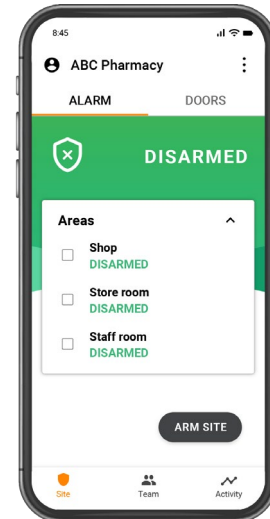 8:45
ABC Pharmacy
ALARM DOORS
DISARMED
Areas
Shop
DISARMED
Store room
DISARMED
Staff room
DISARMED
ARM SITE
Site Team Activity